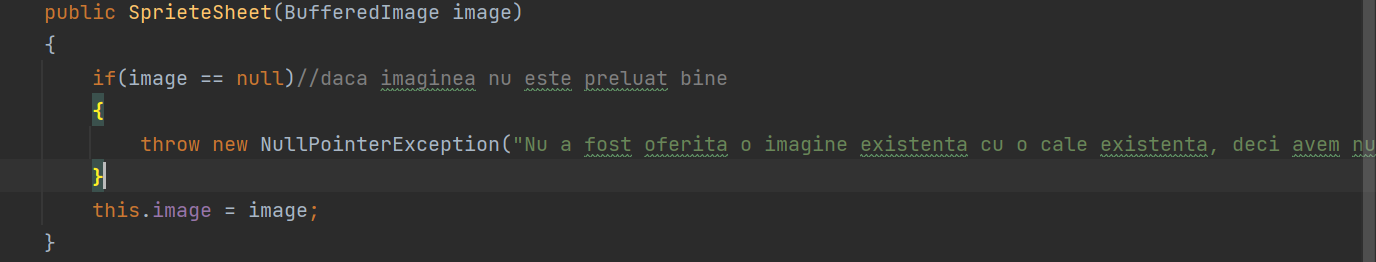 public SprieteSheet(BufferedImage image)
{
if(image == null)//daca imaginea nu este preluat bine
{
throw new NullPointerException("Nu a fost oferita o imagine existenta cu o cale existenta, deci avem nu
}
this.image = image;
}